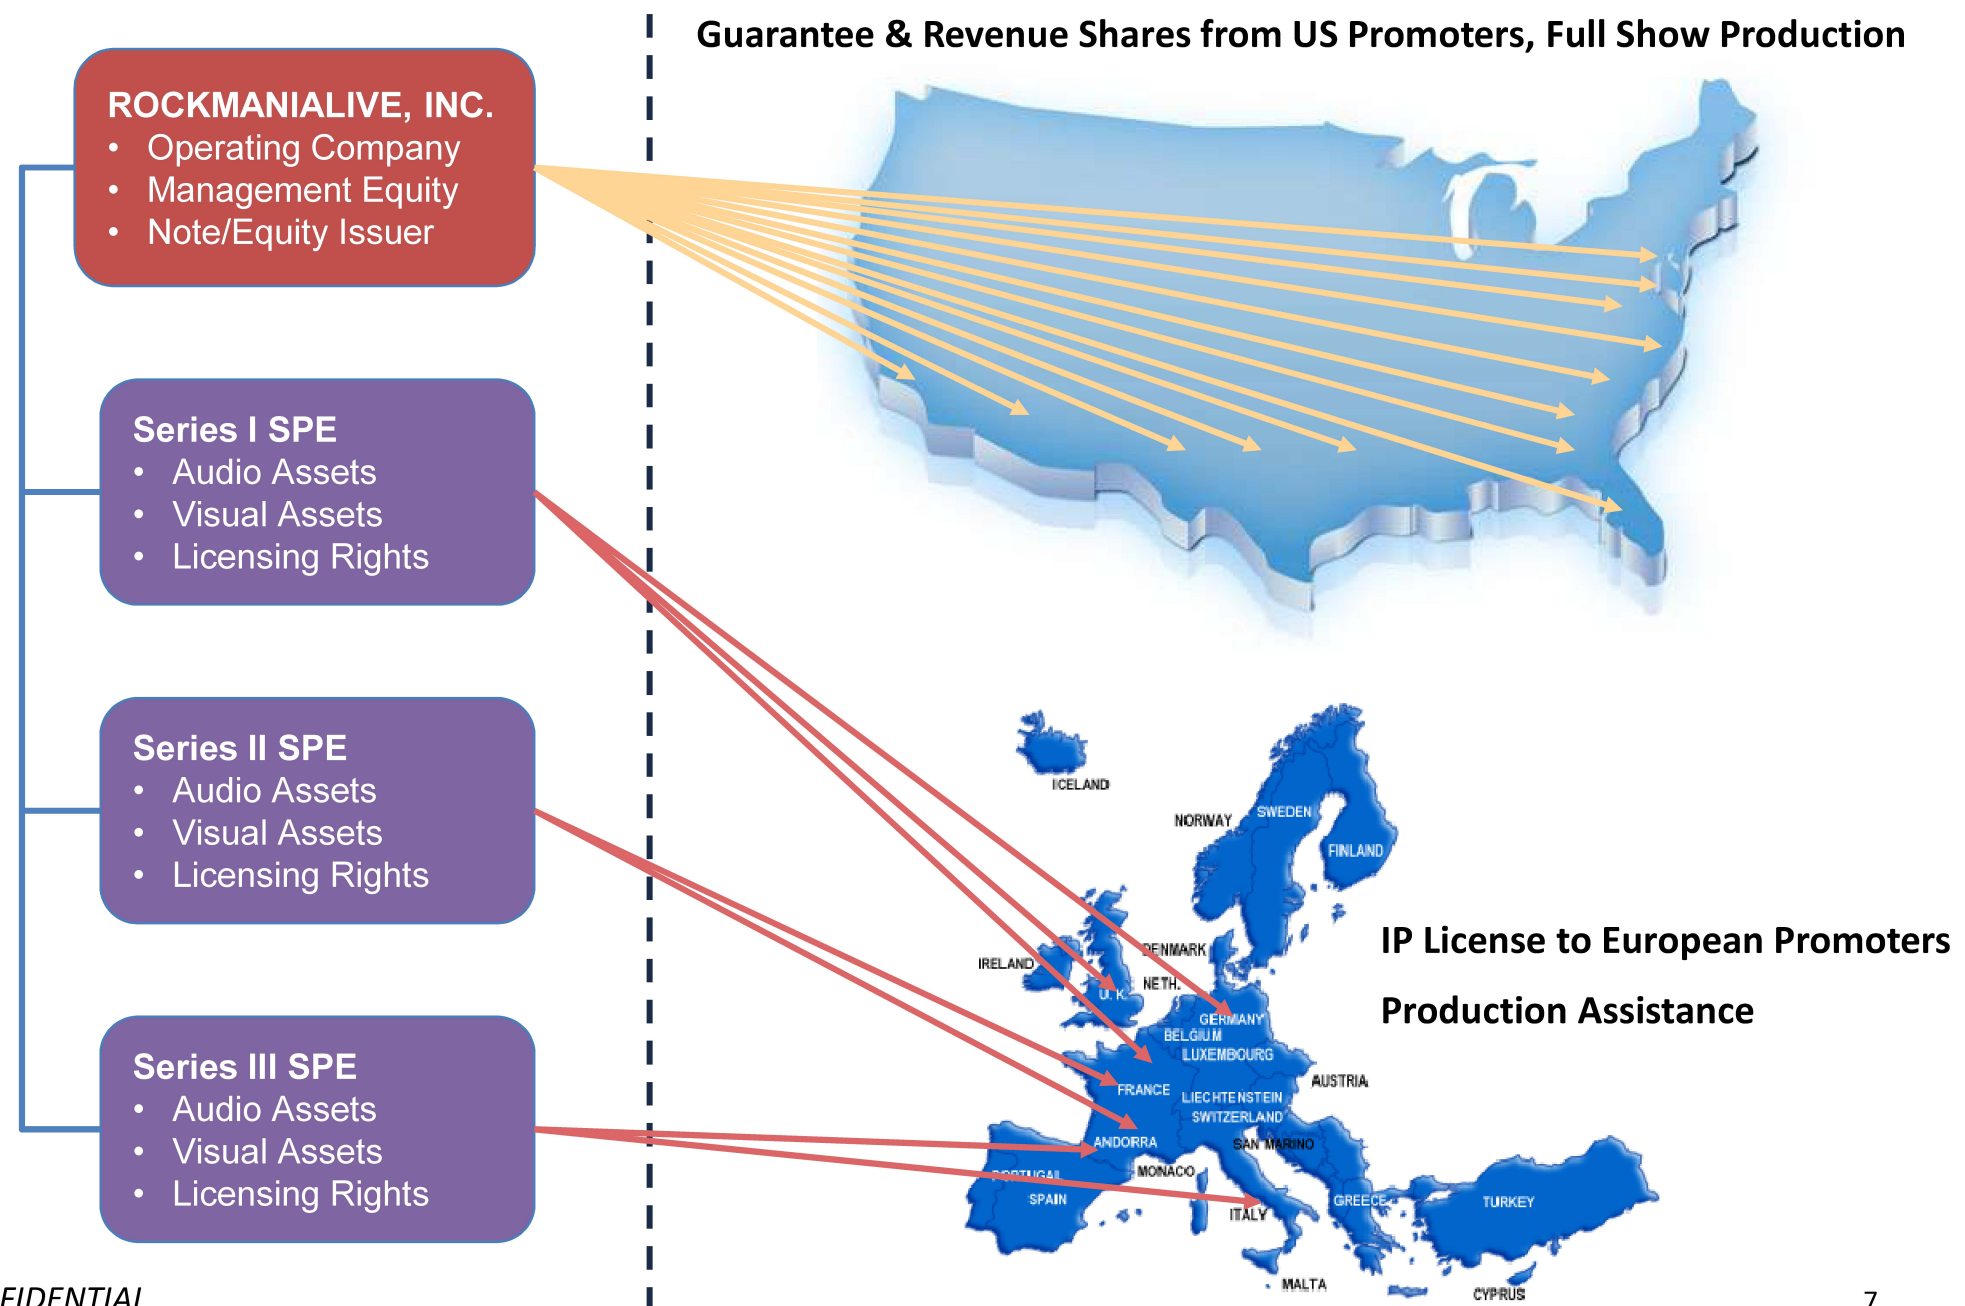 Guarantee & Revenue Shares from US Promoters, Full Show Production
ROCKMANIALIVE, INC.
• Operating Company
• Management Equity
• Note/Equity Issuer
Series I SPE
• Audio Assets
• Visual Assets
• Licensing Rights
Series II SPE
• Audio Assets
• Visual Assets
• Licensing Rights
Series III SPE
• Audio Assets
• Visual Assets
• Licensing Rights
ICELAND
NORWAY
SWEDEN
FINLAND
IRELAND
DENMARK
NETH.
U. K.
GERMANY
BELGIUM
LUXEMBOURG
AUSTRIA
FRANCE
LIECHTENSTEIN
SWITZERLAND
ANDORRA
SAN MARINO
MONACO
PORTUGAL
SPAIN
ITALY
GREECE
TURKEY
MALTA
CYPRUS
IP License to European Promoters
Production Assistance
FIDENTIAL
7